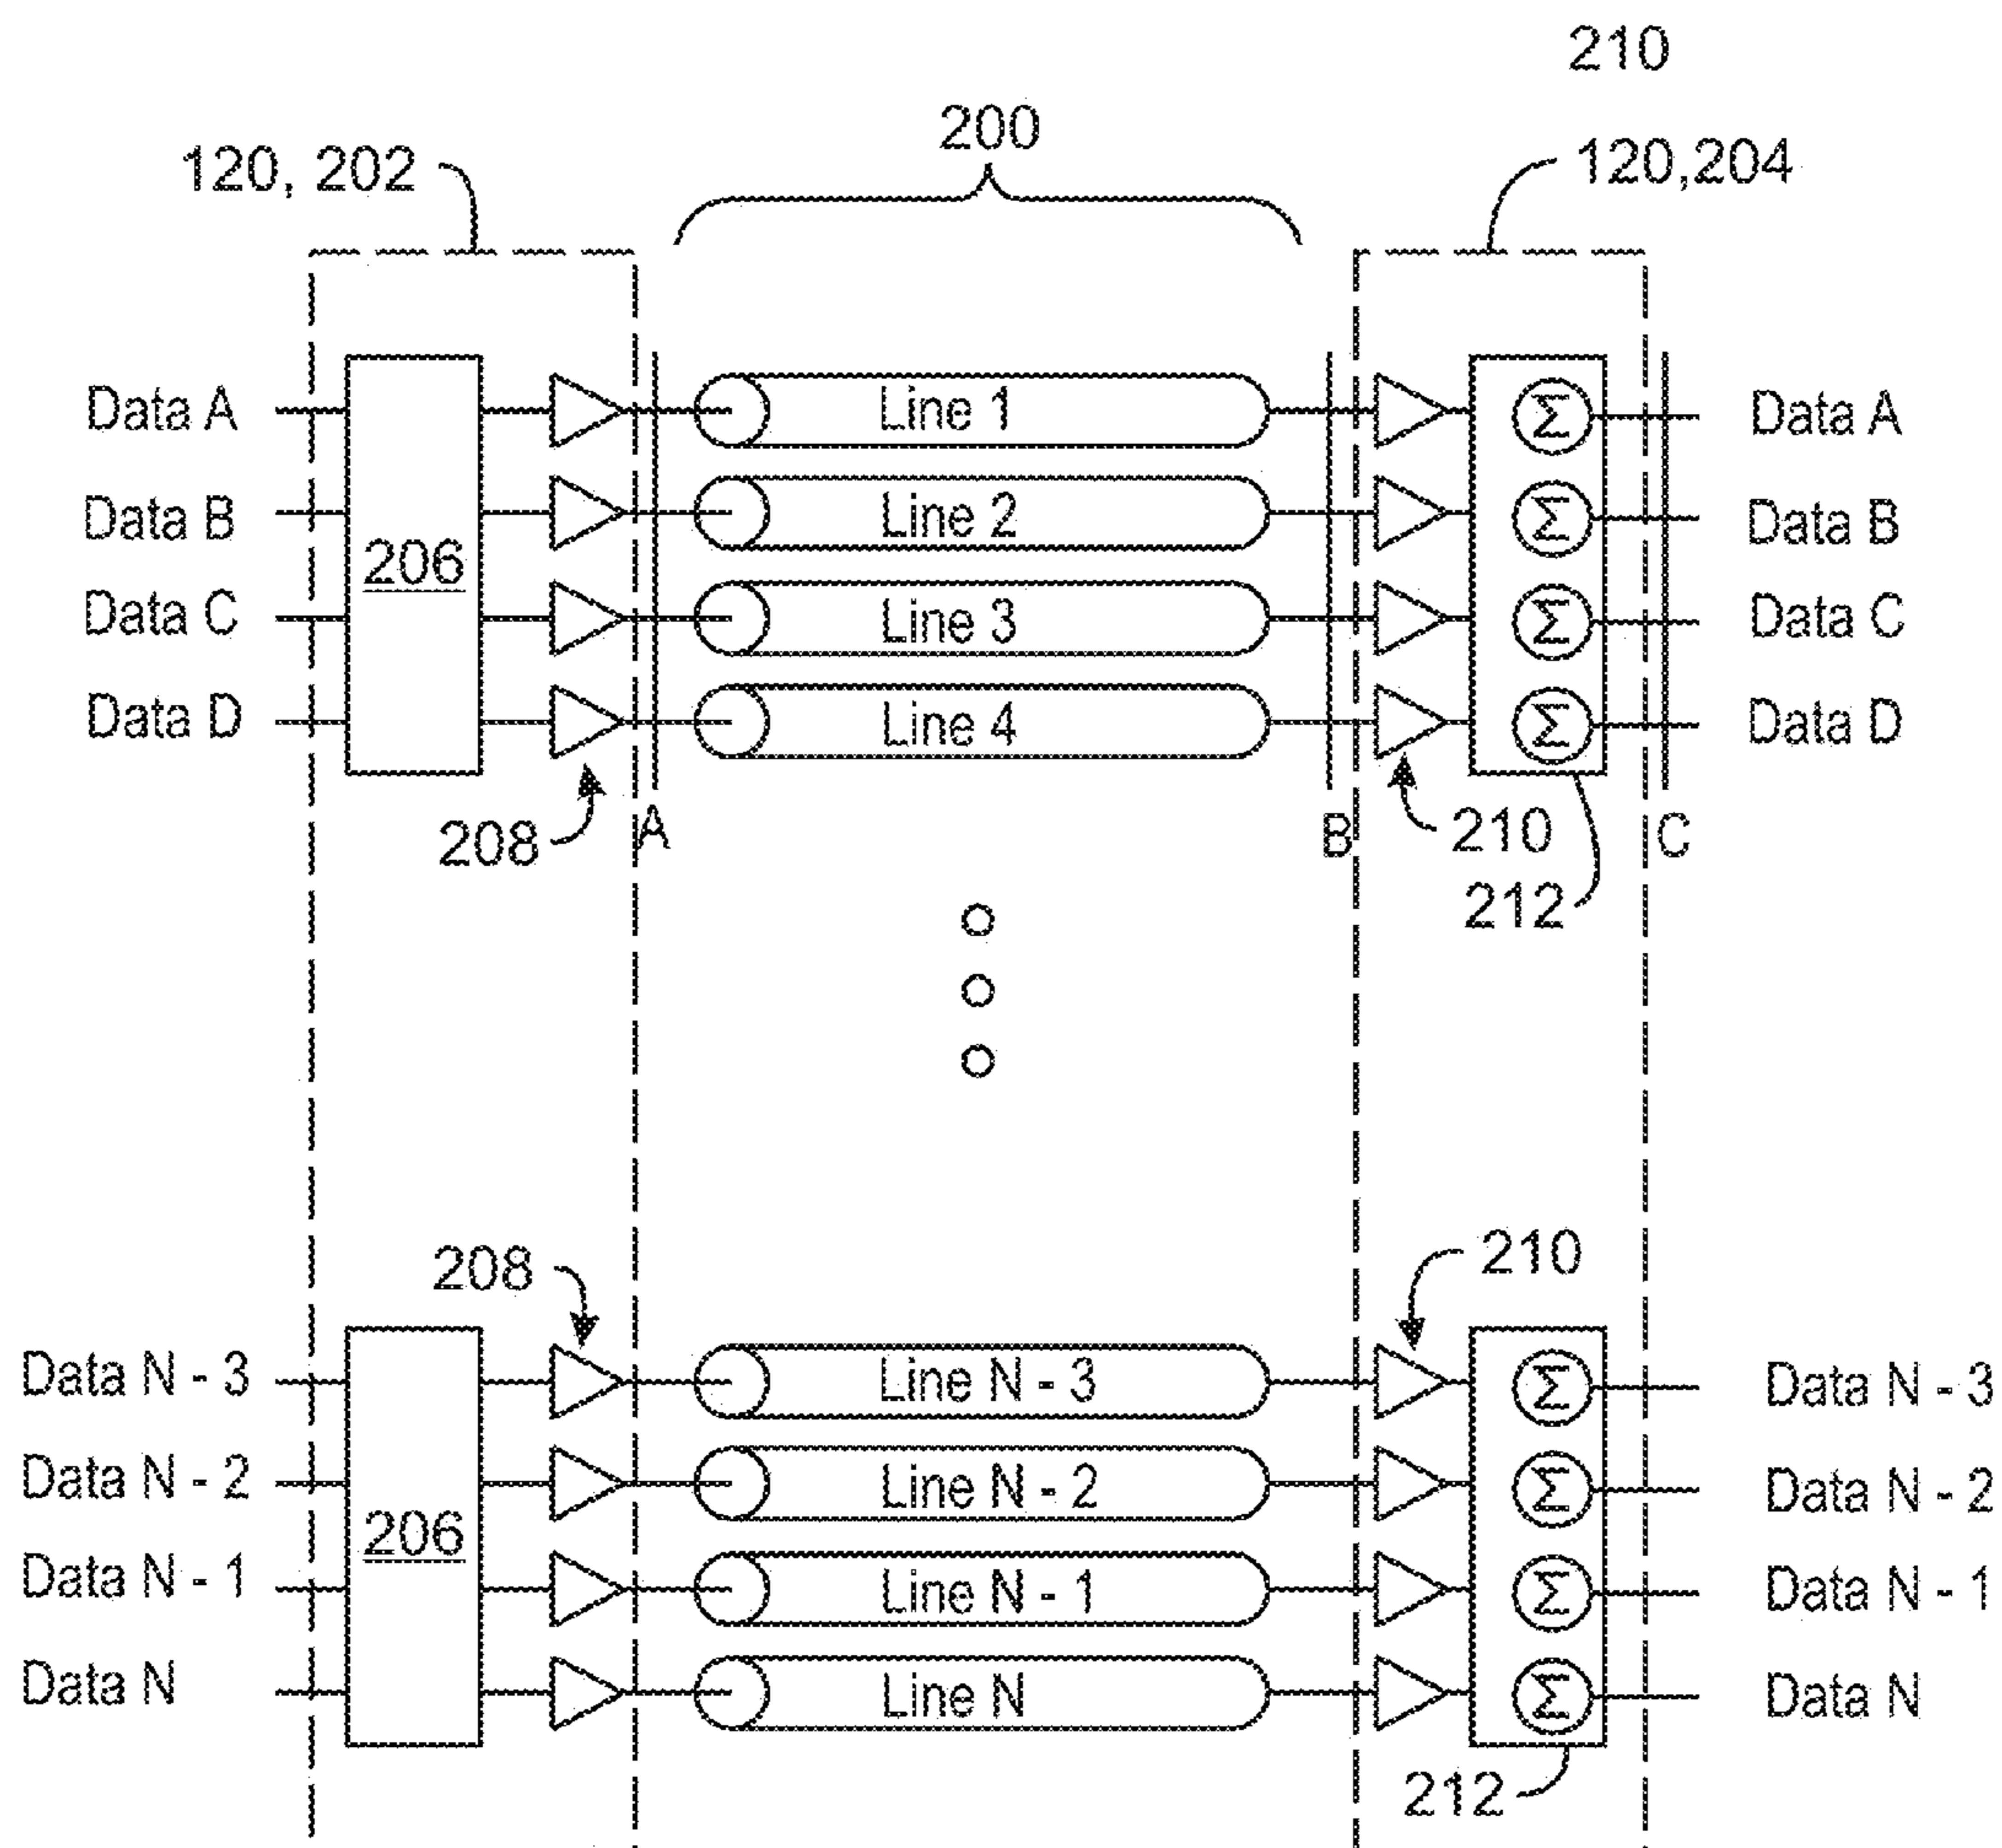 210
200
120, 202
120,204
Data A
Line 1
Σ
Data A
Data B
Line 2
Σ
Data B
206
Data C
Line 3
Σ
Data C
Data D
Line 4
Σ
Data D
208
A
B
210
C
212
208
210
Data N - 3
Line N - 3
Σ
Data N - 3
Data N - 2
Line N - 2
Σ
Data N - 2
206
Data N - 1
Line N - 1
Σ
Data N - 1
Data N
Line N
Σ
Data N
212